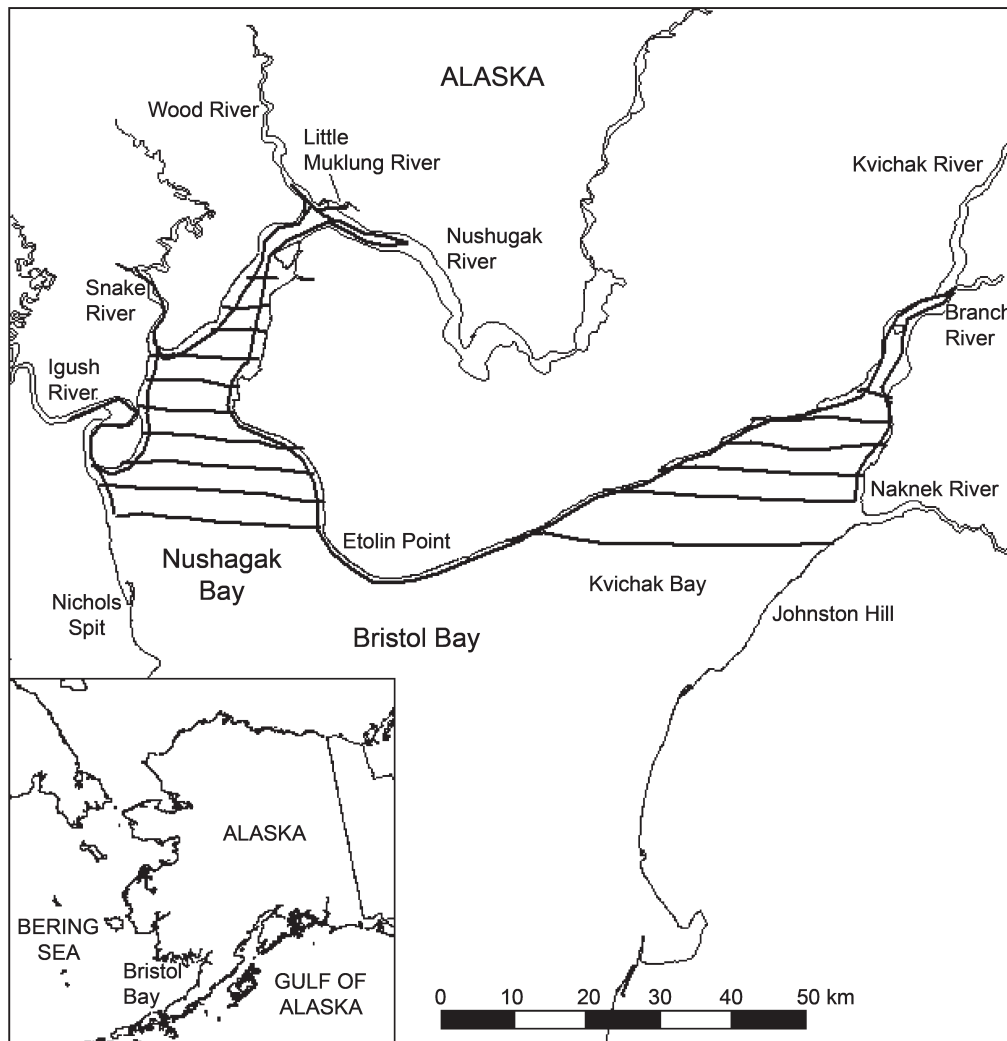 ALASKA
Wood River
Little
Muklung River
Kvichak River
Nushugak
River
Snake
River
Branch
River
Igush
River
Naknek River
Etolin Point
Nushagak
Bay
Kvichak Bay
Nichols
Spit
Johnston Hill
Bristol Bay
ALASKA
BERING
SEA
Bristol
Bay
GULF OF
ALASKA
0 10 20 30 40 50 km